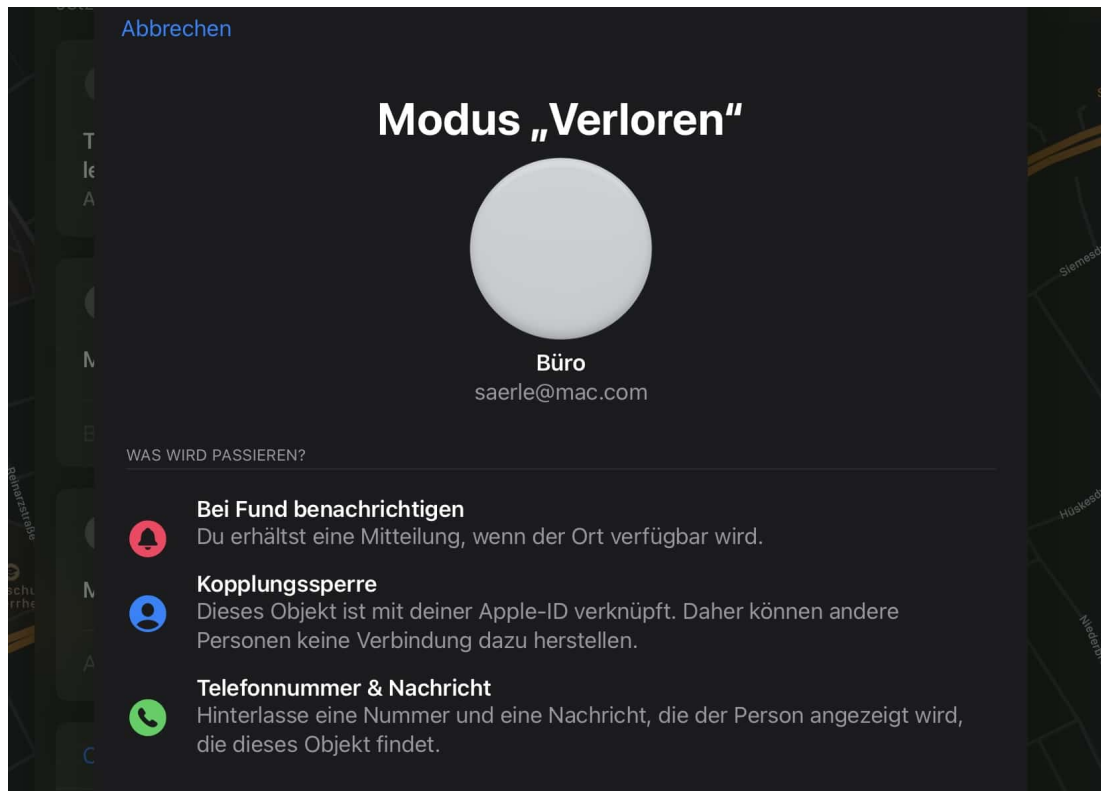 Abbrechen
Modus „Verloren“
Büro
saerle@mac.com
WAS WIRD PASSIEREN?
Bei Fund benachrichtigen
Du erhältst eine Mitteilung, wenn der Ort verfügbar wird.
Kopplungssperre
Dieses Objekt ist mit deiner Apple-ID verknüpft. Daher können andere
Personen keine Verbindung dazu herstellen.
Telefonnummer & Nachricht
Hinterlasse eine Nummer und eine Nachricht, die der Person angezeigt wird,
die dieses Objekt findet.
Reinarzstraße